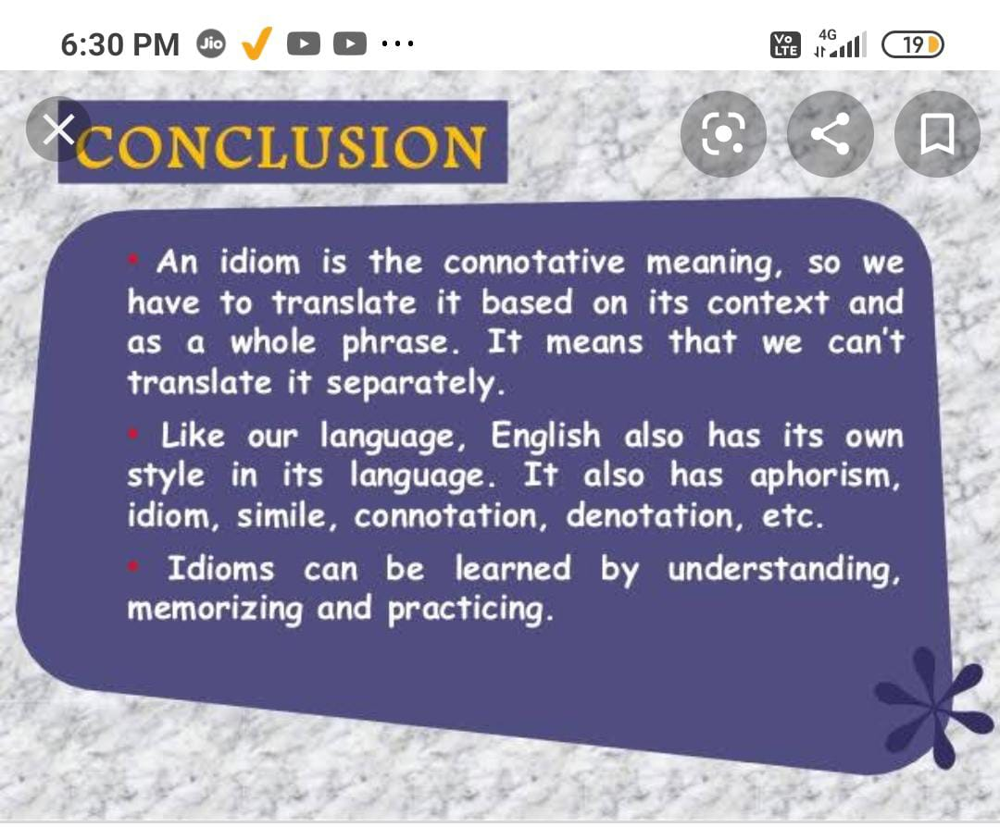 6:30 PM Jio ... Vo LTE 4G 19
CONCLUSION
• An idiom is the connotative meaning, so we
have to translate it based on its context and
as a whole phrase. It means that we can't
translate it separately.
• Like our language, English also has its own
style in its language. It also has aphorism,
idiom, simile, connotation, denotation, etc.
• Idioms can be learned by understanding,
memorizing and practicing.